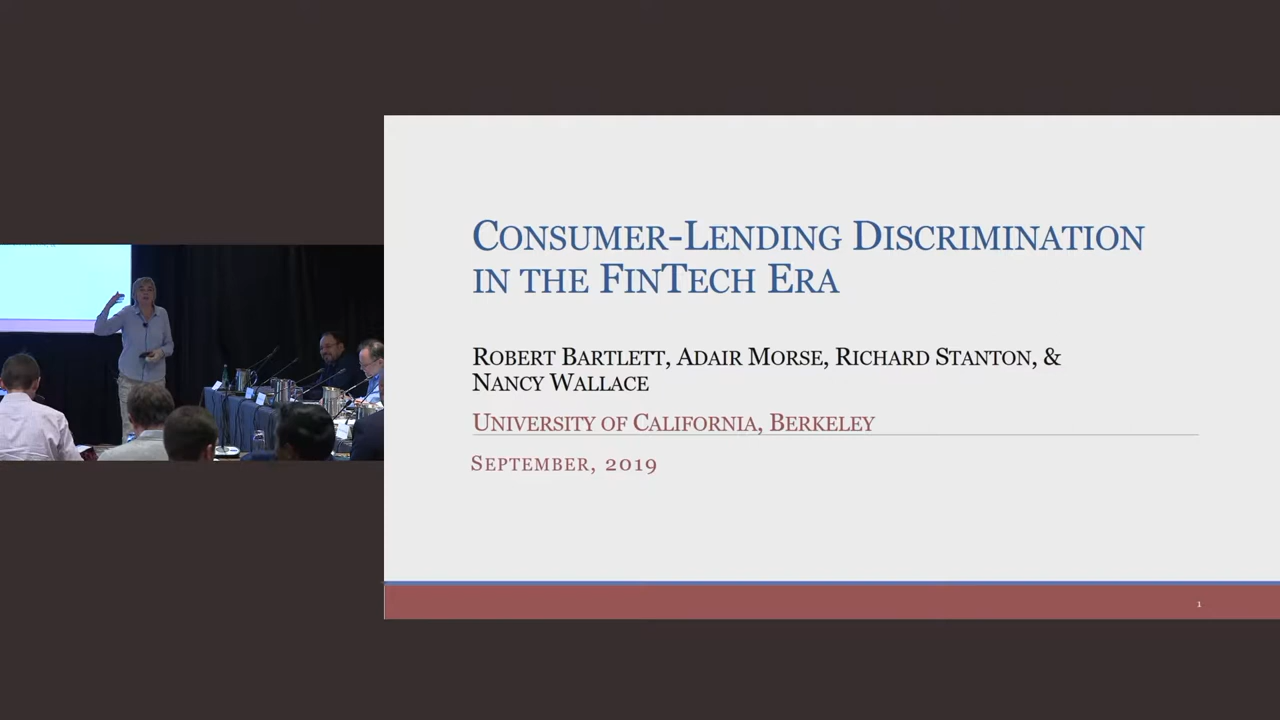 CONSUMER-LENDING DISCRIMINATION
IN THE FINTECH ERA
ROBERT BARTLETT, ADAIR MORSE, RICHARD STANTON, &
NANCY WALLACE
UNIVERSITY OF CALIFORNIA, BERKELEY
SEPTEMBER, 2019
1